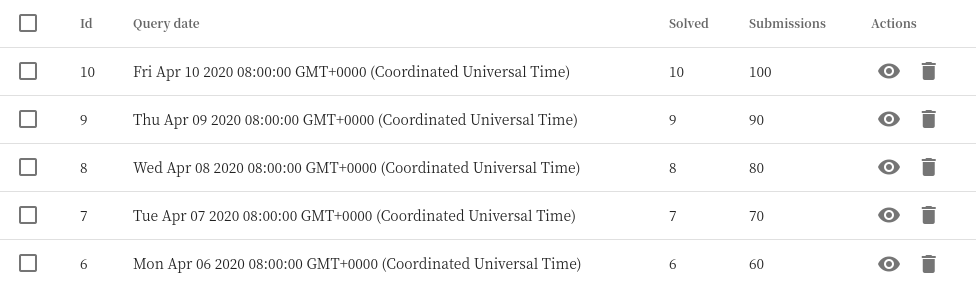 Id Query date Solved Submissions Actions
10 Fri Apr 10 2020 08:00:00 GMT+0000 (Coordinated Universal Time) 10 100
9 Thu Apr 09 2020 08:00:00 GMT+0000 (Coordinated Universal Time) 9 90
8 Wed Apr 08 2020 08:00:00 GMT+0000 (Coordinated Universal Time) 8 80
7 Tue Apr 07 2020 08:00:00 GMT+0000 (Coordinated Universal Time) 7 70
6 Mon Apr 06 2020 08:00:00 GMT+0000 (Coordinated Universal Time) 6 60